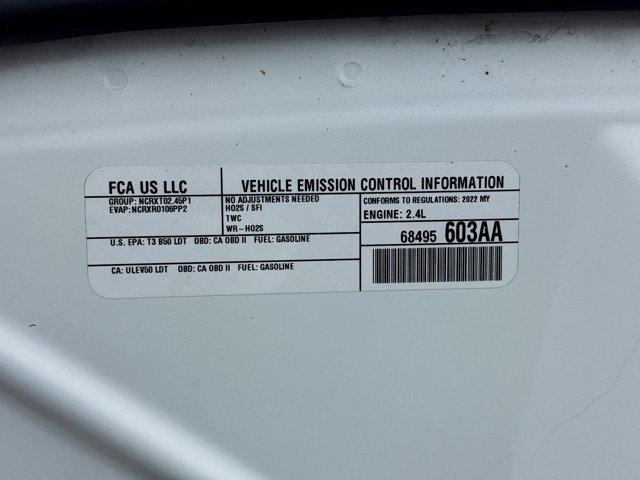 FCA US LLC
GROUP: NCRXT02.45P1
EVAP: NCRXR0106PP2
VEHICLE EMISSION CONTROL INFORMATION
NO ADJUSTMENTS NEEDED
HO2S / SFI
TWC
WR-HO2S
CONFORMS TO REGULATIONS: 2022 MY
ENGINE: 2.4L
U.S. EPA: T3 B50 LDT OBD: CA OBD II FUEL: GASOLINE
CA: ULEV50 LDT OBD: CA OBD II FUEL: GASOLINE
68495 603AA